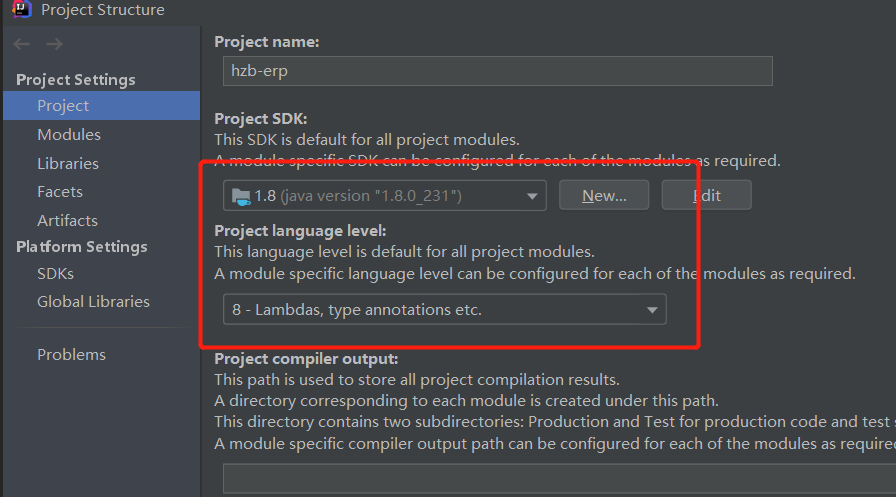 Project Structure
Project Settings
Project
Modules
Libraries
Facets
Artifacts
Platform Settings
SDKs
Global Libraries
Problems
Project name:
hzb-erp
Project SDK:
This SDK is default for all project modules.
A module specific SDK can be configured for each of the modules as required.
1.8 (java version "1.8.0_231")
New...
Edit
Project language level:
This language level is default for all project modules.
A module specific language level can be configured for each of the modules as required.
8 - Lambdas, type annotations etc.
Project compiler output:
This path is used to store all project compilation results.
A directory corresponding to each module is created under this path.
This directory contains two subdirectories: Production and Test for production code and test s
A module specific compiler output path can be configured for each of the modules as required